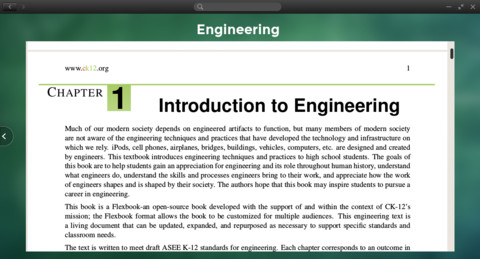 Engineering
www.ck12.org 1
CHAPTER 1 Introduction to Engineering
Much of our modern society depends on engineered artifacts to function, but many members of modern society
are not aware of the engineering techniques and practices that have developed the technology and infrastructure on
which we rely. iPods, cell phones, airplanes, bridges, buildings, vehicles, computers, etc. are designed and created
by engineers. This textbook introduces engineering techniques and practices to high school students. The goals of
this book are to help students gain an appreciation for engineering and its role throughout human history, understand
what engineers do, understand the skills and processes engineers bring to their work, and appreciate how the work
of engineers shapes and is shaped by their society. The authors hope that this book may inspire students to pursue a
career in engineering.
This book is a Flexbook-an open-source book developed with the support of and within the context of CK-12's
mission; the Flexbook format allows the book to be customized for multiple audiences. This engineering text is
a living document that can be updated, expanded, and repurposed as necessary to support specific standards and
classroom needs.
The text is written to meet draft ASEE K-12 standards for engineering. Each chapter corresponds to an outcome in